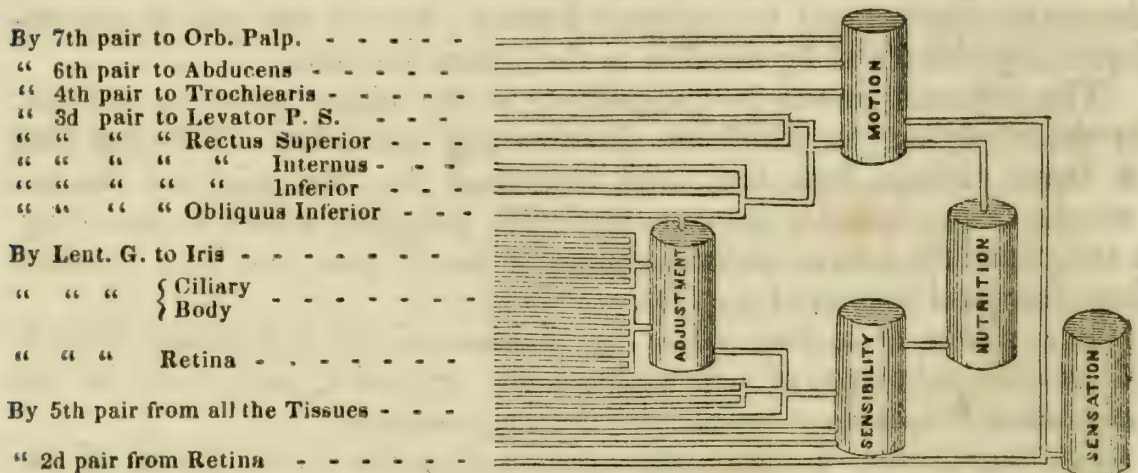 By 7th pair to Orb. Palp. - - - - -
“ 6th pair to Abducens - - - - -
“ 4th pair to Trochlearis - - - - -
“ 3d pair to Levator P. S. - - -
“ “ “ “ Rectus Superior - - -
“ “ “ “ “ Internus - - -
“ “ “ “ “ Inferior - - -
“ “ “ “ Obliquus Inferior - - -
By Lent. G. to Iris - - - - - - -
“ “ “ { Ciliary
Body - - - - - -
“ “ “ Retina - - - - - -
By 5th pair from all the Tissues - - -
“ 2d pair from Retina - - - - - -
MOTION
ADJUSTMENT
NUTRITION
SENSIBILITY
SENSATION